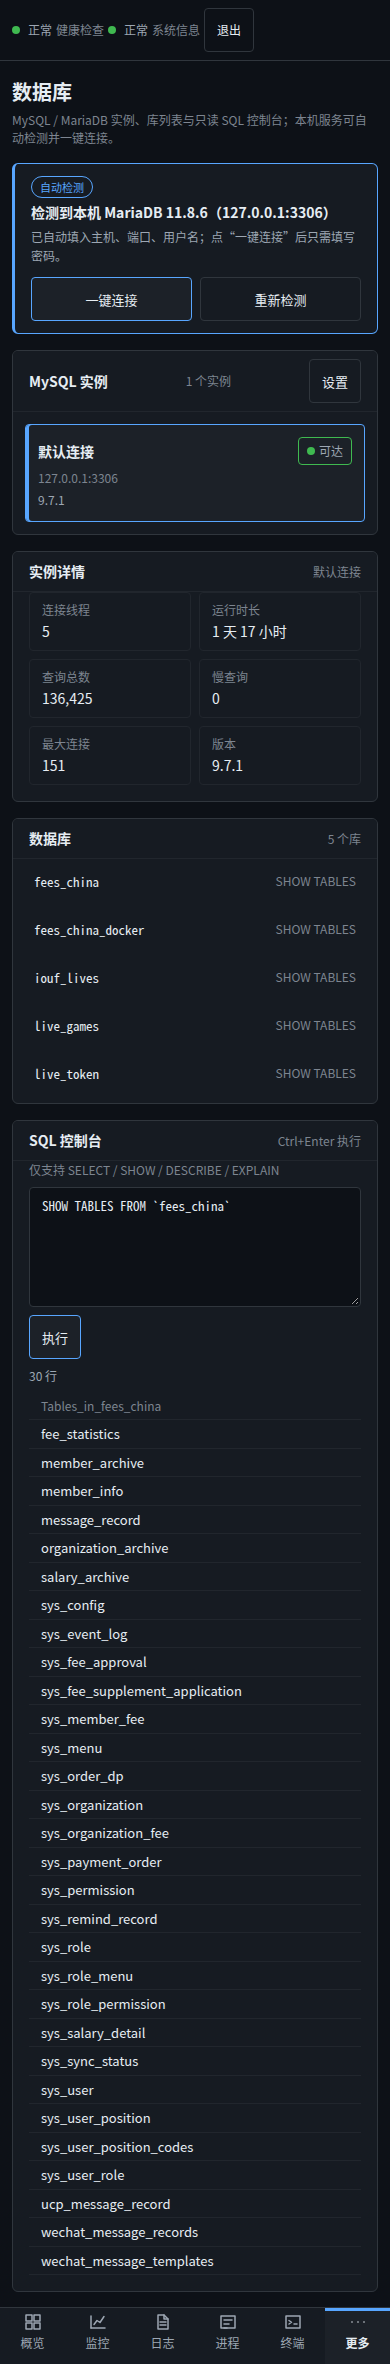 正常 健康检查 正常 系统信息 退出
数据库
MySQL / MariaDB 实例、库列表与只读 SQL 控制台；本机服务可自
动检测并一键连接。
自动检测
检测到本机 MariaDB 11.8.6（127.0.0.1:3306）
已自动填入主机、端口、用户名；点“一键连接”后只需填写
密码。
一键连接 重新检测
MySQL 实例 1 个实例 设置
默认连接 可达
127.0.0.1:3306
9.7.1
实例详情 默认连接
连接线程 运行时长
5 1 天 17 小时
查询总数 慢查询
136,425 0
最大连接 版本
151 9.7.1
数据库 5 个库
fees_china SHOW TABLES
fees_china_docker SHOW TABLES
iouf_lives SHOW TABLES
live_games SHOW TABLES
live_token SHOW TABLES
SQL 控制台 Ctrl+Enter 执行
仅支持 SELECT / SHOW / DESCRIBE / EXPLAIN
SHOW TABLES FROM `fees_china`
执行
30 行
Tables_in_fees_china
fee_statistics
member_archive
member_info
message_record
organization_archive
salary_archive
sys_config
sys_event_log
sys_fee_approval
sys_fee_supplement_application
sys_member_fee
sys_menu
sys_order_dp
sys_organization
sys_organization_fee
sys_payment_order
sys_permission
sys_remind_record
sys_role
sys_role_menu
sys_role_permission
sys_salary_detail
sys_sync_status
sys_user
sys_user_position
sys_user_position_codes
sys_user_role
ucp_message_record
wechat_message_records
wechat_message_templates
概览 监控 日志 进程 终端 更多